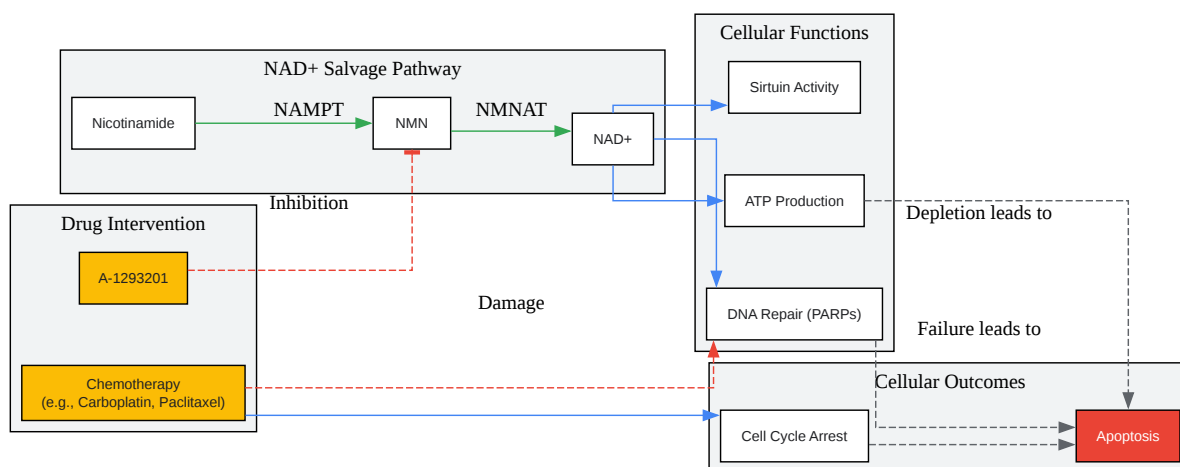 Cellular Functions
NAD+ Salvage Pathway
Sirtuin Activity
Nicotinamide
NAMPT
NMN
NMNAT
NAD+
Inhibition
ATP Production
Depletion leads to
Drug Intervention
A-1293201
Damage
DNA Repair (PARPs)
Failure leads to
Chemotherapy
(e.g., Carboplatin, Paclitaxel)
Cellular Outcomes
Cell Cycle Arrest
Apoptosis